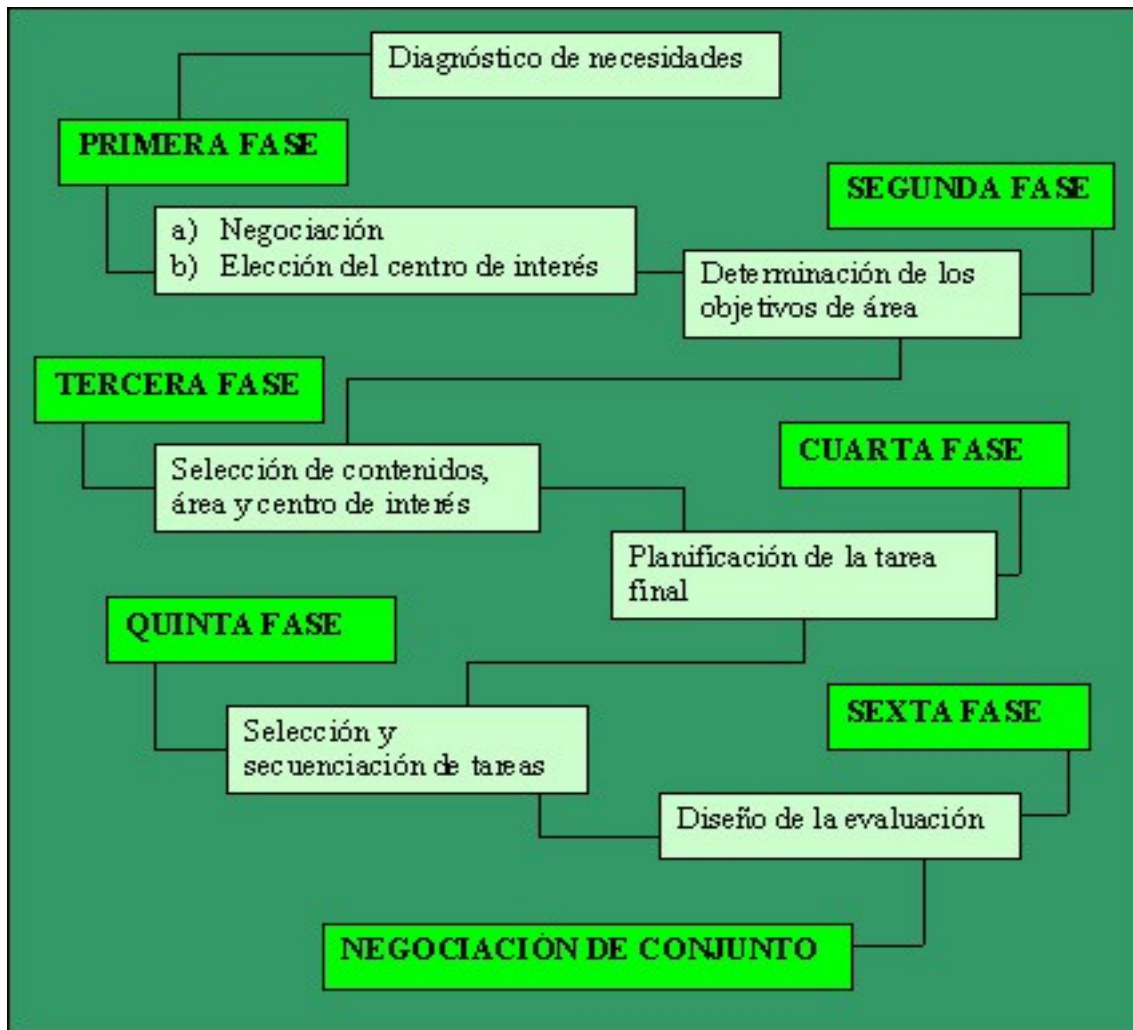 Diagnóstico de necesidades
PRIMERA FASE
SEGUNDA FASE
a) Negociación
b) Elección del centro de interés
Determinación de los
objetivos de área
TERCERA FASE
CUARTA FASE
Selección de contenidos,
área y centro de interés
Planificación de la tarea
final
QUINTA FASE
SEXTA FASE
Selección y
secuenciación de tareas
Diseño de la evaluación
NEGOCIACIÓN DE CONJUNTO